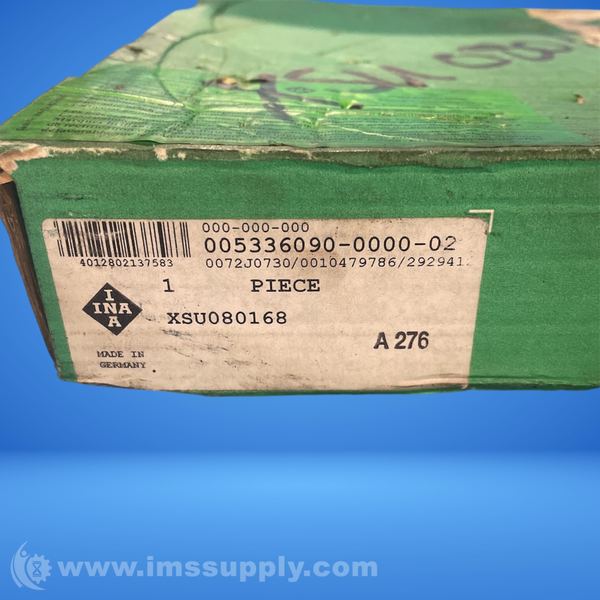 000-000-000
005336090-0000-02
4012802137583
0072J0730/0010479786/292941
1 PIECE
I
INA
A
XSU080168
A 276
MADE IN
GERMANY
www.imssupply.com